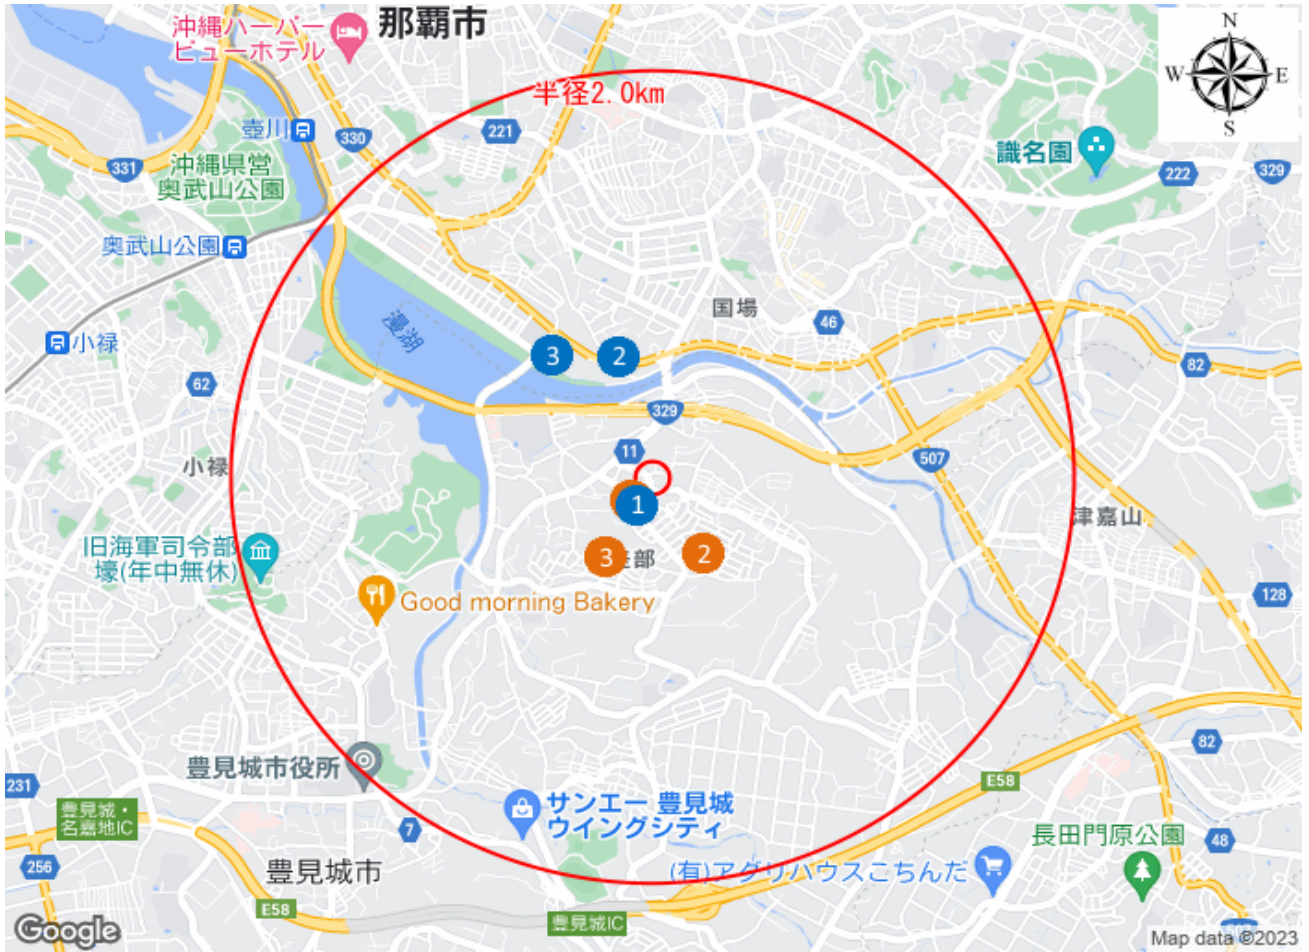 沖縄ハーバー
ビューホテル
那覇市
N
W
E
S
半径2.0km
壺川
330
221
331
沖縄県営
奥武山公園
識名園
222
329
奥武山公園
小禄
漫湖
国場
46
3
2
82
62
329
11
小禄
507
1
津嘉山
旧海軍司令部
壕(年中無休)
3
部
2
Good morning Bakery
128
豊見城市役所
82
E58
231
豊見城・
名嘉地IC
サンエー 豊見城
ウイングシティ
7
長田門原公園
48
256
豊見城市
(有)アグリハウスこちんだ
E58
豊見城IC
507
Google
Map data ©2023